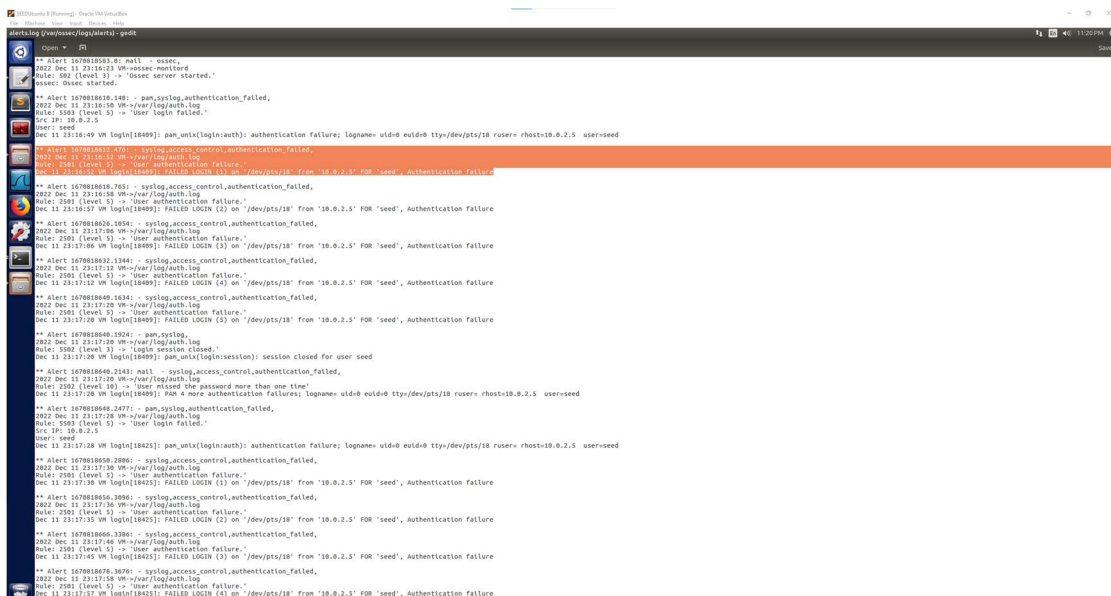 SEEDUbuntu 8 [Running] - Oracle VM VirtualBox
File Machine View Input Devices Help
alerts.log (/var/ossec/logs/alerts) - gedit
En 11:20 PM
Open
Save
** Alert 1670818583.0: mail - ossec,
2022 Dec 11 23:16:23 VM->ossec-monitord
Rule: 502 (level 3) -> 'Ossec server started.'
ossec: Ossec started.
** Alert 1670818610.148: - pam,syslog,authentication_failed,
2022 Dec 11 23:16:50 VM->/var/log/auth.log
Rule: 5503 (level 5) -> 'User login failed.'
Src IP: 10.0.2.5
User: seed
Dec 11 23:16:49 VM login[18409]: pam_unix(login:auth): authentication failure; logname= uid=0 euid=0 tty=/dev/pts/18 ruser= rhost=10.0.2.5 user=seed
** Alert 1670818612.476: - syslog,access_control,authentication_failed,
2022 Dec 11 23:16:52 VM->/var/log/auth.log
Rule: 2501 (level 5) -> 'User authentication failure.'
Dec 11 23:16:52 VM login[18409]: FAILED LOGIN (1) on '/dev/pts/18' from '10.0.2.5' FOR 'seed', Authentication failure
** Alert 1670818618.765: - syslog,access_control,authentication_failed,
2022 Dec 11 23:16:58 VM->/var/log/auth.log
Rule: 2501 (level 5) -> 'User authentication failure.'
Dec 11 23:16:57 VM login[18409]: FAILED LOGIN (2) on '/dev/pts/18' from '10.0.2.5' FOR 'seed', Authentication failure
** Alert 1670818626.1054: - syslog,access_control,authentication_failed,
2022 Dec 11 23:17:06 VM->/var/log/auth.log
Rule: 2501 (level 5) -> 'User authentication failure.'
Dec 11 23:17:06 VM login[18409]: FAILED LOGIN (3) on '/dev/pts/18' from '10.0.2.5' FOR 'seed', Authentication failure
** Alert 1670818632.1344: - syslog,access_control,authentication_failed,
2022 Dec 11 23:17:12 VM->/var/log/auth.log
Rule: 2501 (level 5) -> 'User authentication failure.'
Dec 11 23:17:12 VM login[18409]: FAILED LOGIN (4) on '/dev/pts/18' from '10.0.2.5' FOR 'seed', Authentication failure
** Alert 1670818640.1634: - syslog,access_control,authentication_failed,
2022 Dec 11 23:17:20 VM->/var/log/auth.log
Rule: 2501 (level 5) -> 'User authentication failure.'
Dec 11 23:17:20 VM login[18409]: FAILED LOGIN (5) on '/dev/pts/18' from '10.0.2.5' FOR 'seed', Authentication failure
** Alert 1670818640.1924: - pam,syslog,
2022 Dec 11 23:17:20 VM->/var/log/auth.log
Rule: 5502 (level 3) -> 'Login session closed.'
Dec 11 23:17:20 VM login[18409]: pam_unix(login:session): session closed for user seed
** Alert 1670818640.2143: mail - syslog,access_control,authentication_failed,
2022 Dec 11 23:17:20 VM->/var/log/auth.log
Rule: 2502 (level 10) -> 'User missed the password more than one time'
Dec 11 23:17:20 VM login[18409]: PAM 4 more authentication failures; logname= uid=0 euid=0 tty=/dev/pts/18 ruser= rhost=10.0.2.5 user=seed
** Alert 1670818648.2477: - pam,syslog,authentication_failed,
2022 Dec 11 23:17:28 VM->/var/log/auth.log
Rule: 5503 (level 5) -> 'User login failed.'
Src IP: 10.0.2.5
User: seed
Dec 11 23:17:28 VM login[18425]: pam_unix(login:auth): authentication failure; logname= uid=0 euid=0 tty=/dev/pts/18 ruser= rhost=10.0.2.5 user=seed
** Alert 1670818650.2806: - syslog,access_control,authentication_failed,
2022 Dec 11 23:17:30 VM->/var/log/auth.log
Rule: 2501 (level 5) -> 'User authentication failure.'
Dec 11 23:17:30 VM login[18425]: FAILED LOGIN (1) on '/dev/pts/18' from '10.0.2.5' FOR 'seed', Authentication failure
** Alert 1670818656.3096: - syslog,access_control,authentication_failed,
2022 Dec 11 23:17:36 VM->/var/log/auth.log
Rule: 2501 (level 5) -> 'User authentication failure.'
Dec 11 23:17:35 VM login[18425]: FAILED LOGIN (2) on '/dev/pts/18' from '10.0.2.5' FOR 'seed', Authentication failure
** Alert 1670818666.3386: - syslog,access_control,authentication_failed,
2022 Dec 11 23:17:46 VM->/var/log/auth.log
Rule: 2501 (level 5) -> 'User authentication failure.'
Dec 11 23:17:45 VM login[18425]: FAILED LOGIN (3) on '/dev/pts/18' from '10.0.2.5' FOR 'seed', Authentication failure
** Alert 1670818678.3676: - syslog,access_control,authentication_failed,
2022 Dec 11 23:17:58 VM->/var/log/auth.log
Rule: 2501 (level 5) -> 'User authentication failure.'
Dec 11 23:17:57 VM login[18425]: FAILED LOGIN (4) on '/dev/pts/18' from '10.0.2.5' FOR 'seed', Authentication failure